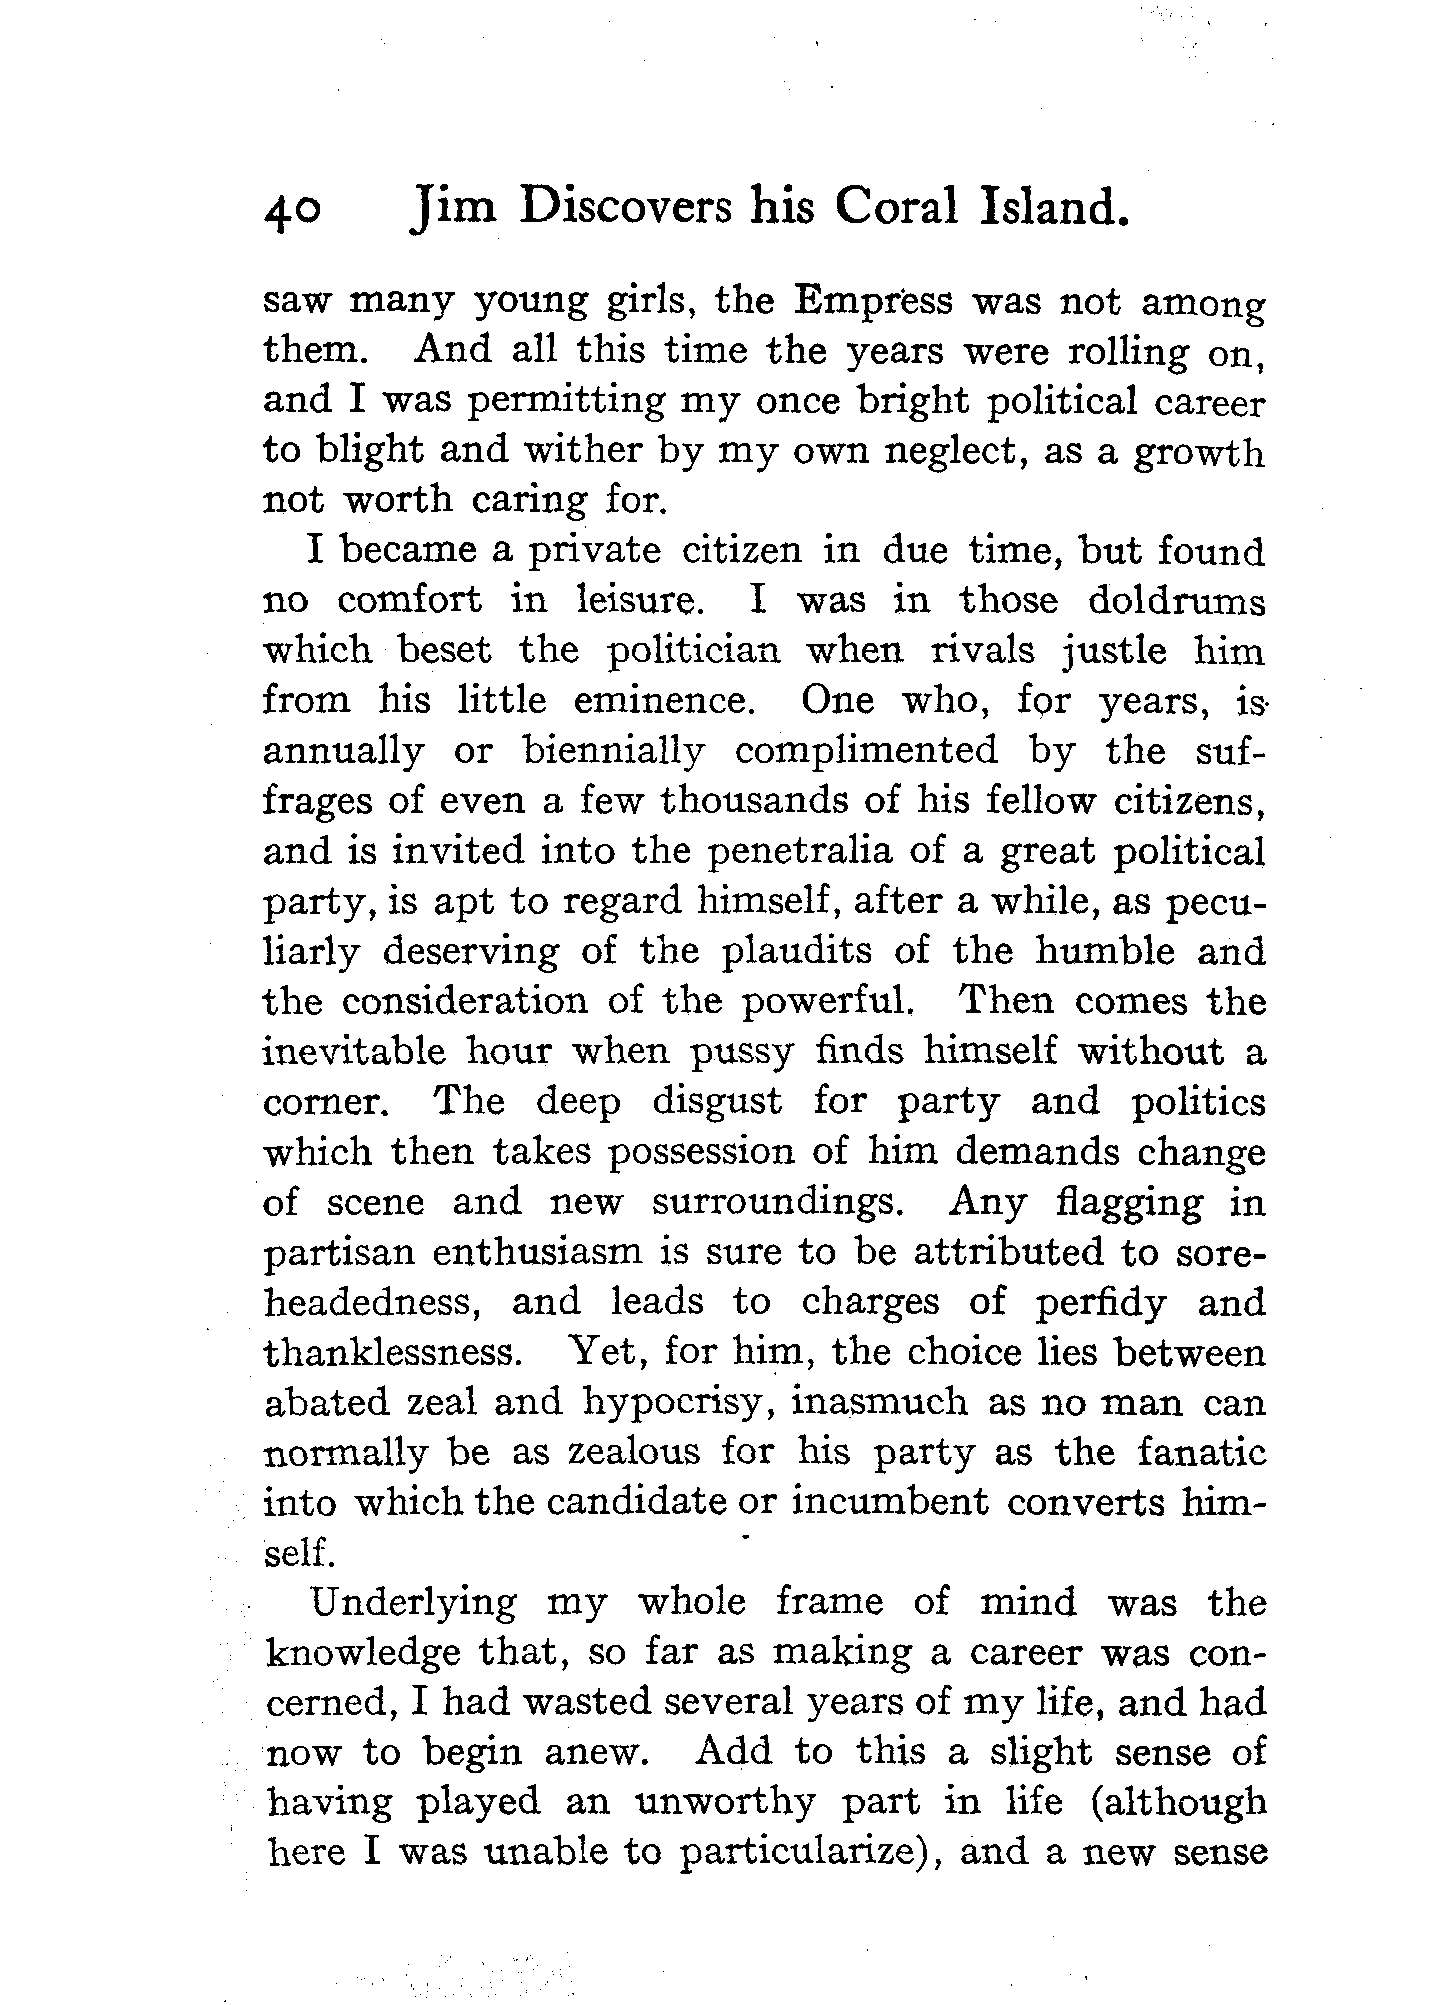 40 Jim Discovers his Coral Island.
saw many young girls, the Empress was not among
them. And all this time the years were rolling on,
and I was permitting my once bright political career
to blight and wither by my own neglect, as a growth
not worth caring for.
I became a private citizen in due time, but found
no comfort in leisure. I was in those doldrums
which beset the politician when rivals justle him
from his little eminence. One who, for years, is
annually or biennially complimented by the suf-
frages of even a few thousands of his fellow citizens,
and is invited into the penetralia of a great political
party, is apt to regard himself, after a while, as pecu-
liarly deserving of the plaudits of the humble and
the consideration of the powerful. Then comes the
inevitable hour when pussy finds himself without a
corner. The deep disgust for party and politics
which then takes possession of him demands change
of scene and new surroundings. Any flagging in
partisan enthusiasm is sure to be attributed to sore-
headedness, and leads to charges of perfidy and
thanklessness. Yet, for him, the choice lies between
abated zeal and hypocrisy, inasmuch as no man can
normally be as zealous for his party as the fanatic
into which the candidate or incumbent converts him-
self.
Underlying my whole frame of mind was the
knowledge that, so far as making a career was con-
cerned, I had wasted several years of my life, and had
now to begin anew. Add to this a slight sense of
having played an unworthy part in life (although
here I was unable to particularize), and a new sense